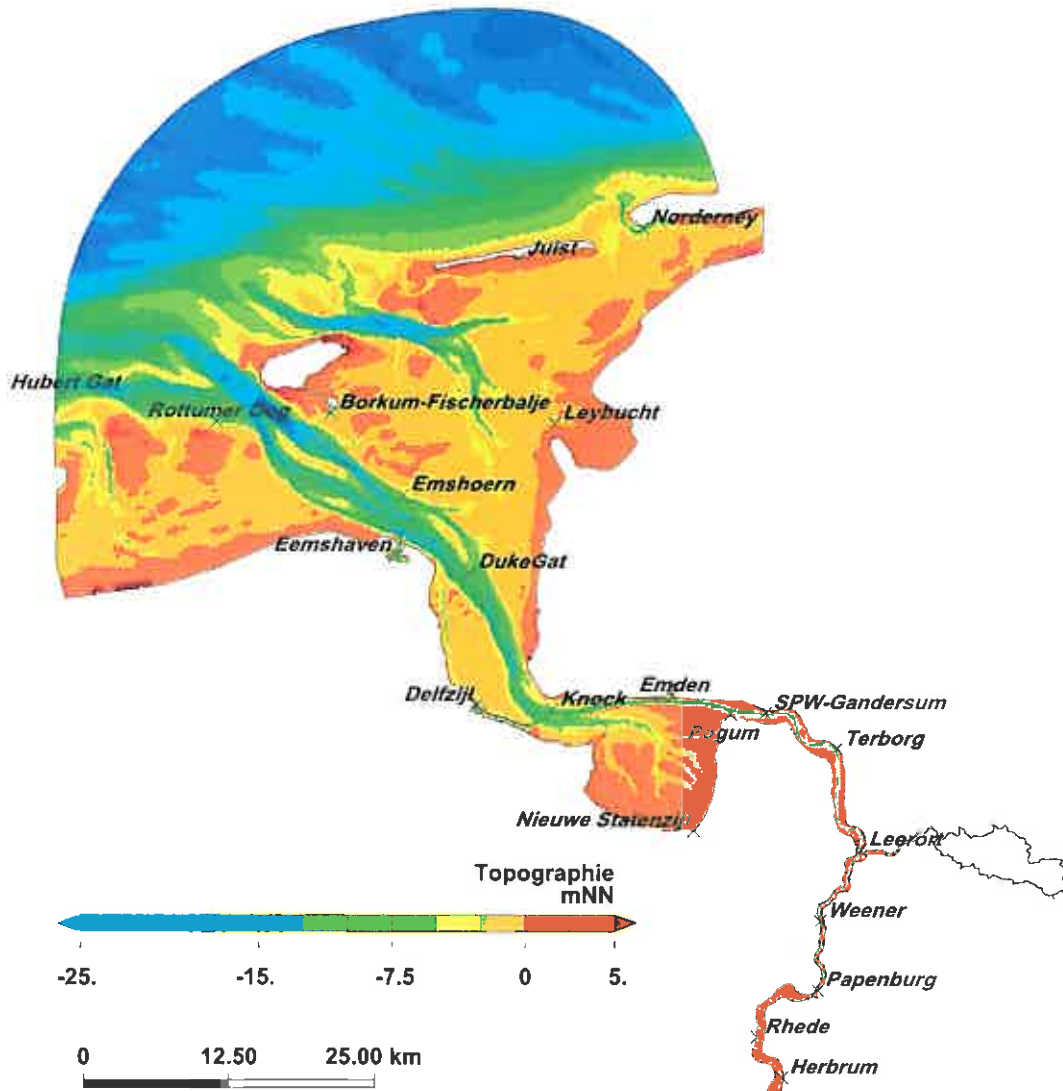 Norderney
Juist
Hubert Gat
Rottumer Oog
Borkum-Fischerbalje
Leybucht
Emshoern
Eemshaven
DukeGat
Delfzijl
Knock
Emden
SPW-Gandersum
Pogum
Terborg
Nieuwe Statenzijl
Leerort
Topographie
mNN
Weener
-25. -15. -7.5 0 5.
Papenburg
Rhede
0 12.50 25.00 km
Herbrum